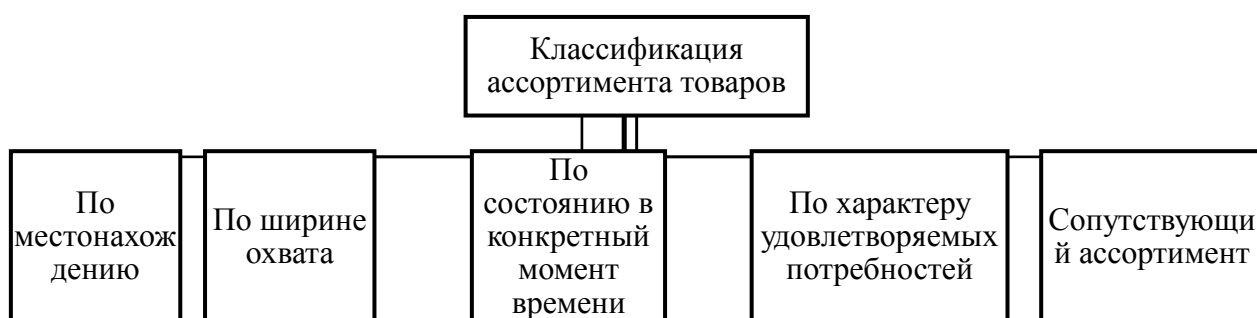 Классификация
ассортимента товаров
По
местонахож
дению
По ширине
охвата
По
состоянию в
конкретный
момент
времени
По характеру
удовлетворяемых
потребностей
Сопутствующи
й ассортимент